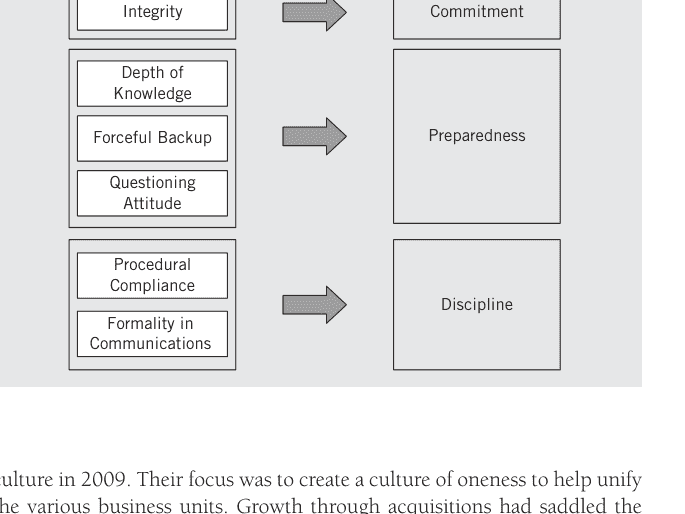 Integrity
Commitment
Depth of
Knowledge
Forceful Backup
Questioning
Attitude
Preparedness
Procedural
Compliance
Formality in
Communications
Discipline
culture in 2009. Their focus was to create a culture of oneness to help unify
the various business units. Growth through acquisitions had saddled the